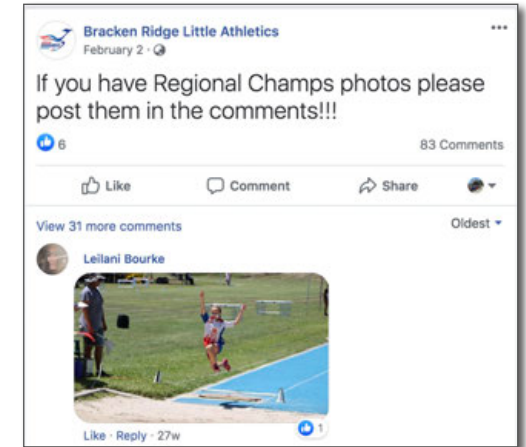 Bracken Ridge Little Athletics
February 2 ·
If you have Regional Champs photos please
post them in the comments!!!
6
83 Comments
Like
Comment
Share
View 31 more comments
Oldest
Leilani Bourke
1
Like · Reply · 27w